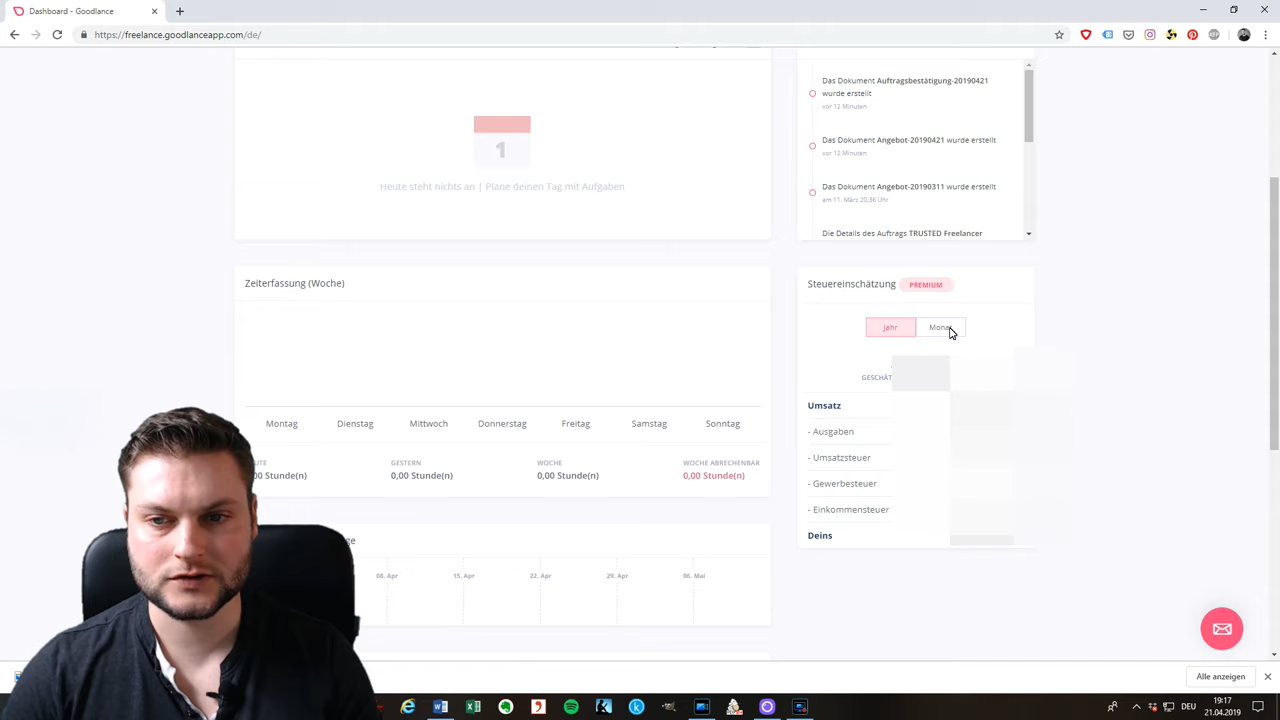 Dashboard - Goodlance
https://freelance.goodlanceapp.com/de/
Das Dokument Auftragsbestätigung-20190421
wurde erstellt
vor 12 Minuten
Das Dokument Angebot-20190421 wurde erstellt
vor 12 Minuten
Das Dokument Angebot-20190311 wurde erstellt
am 11. März 20:36 Uhr
Die Details des Auftrags TRUSTED Freelancer
1
Heute steht nichts an | Plane deinen Tag mit Aufgaben
Zeiterfassung (Woche)
Montag Dienstag Mittwoch Donnerstag Freitag Samstag Sonntag
GESTERN WOCHE WOCHE ABRECHENBAR
00 Stunde(n) 0,00 Stunde(n) 0,00 Stunde(n) 0,00 Stunde(n)
Steuereinschätzung PREMIUM
Jahr Monat
GESCHÄT
Umsatz
- Ausgaben
- Umsatzsteuer
- Gewerbesteuer
- Einkommensteuer
Deins
08. Apr 15. Apr 22. Apr 29. Apr 06. Mai
Alle anzeigen
DEU
19:17
21.04.2019